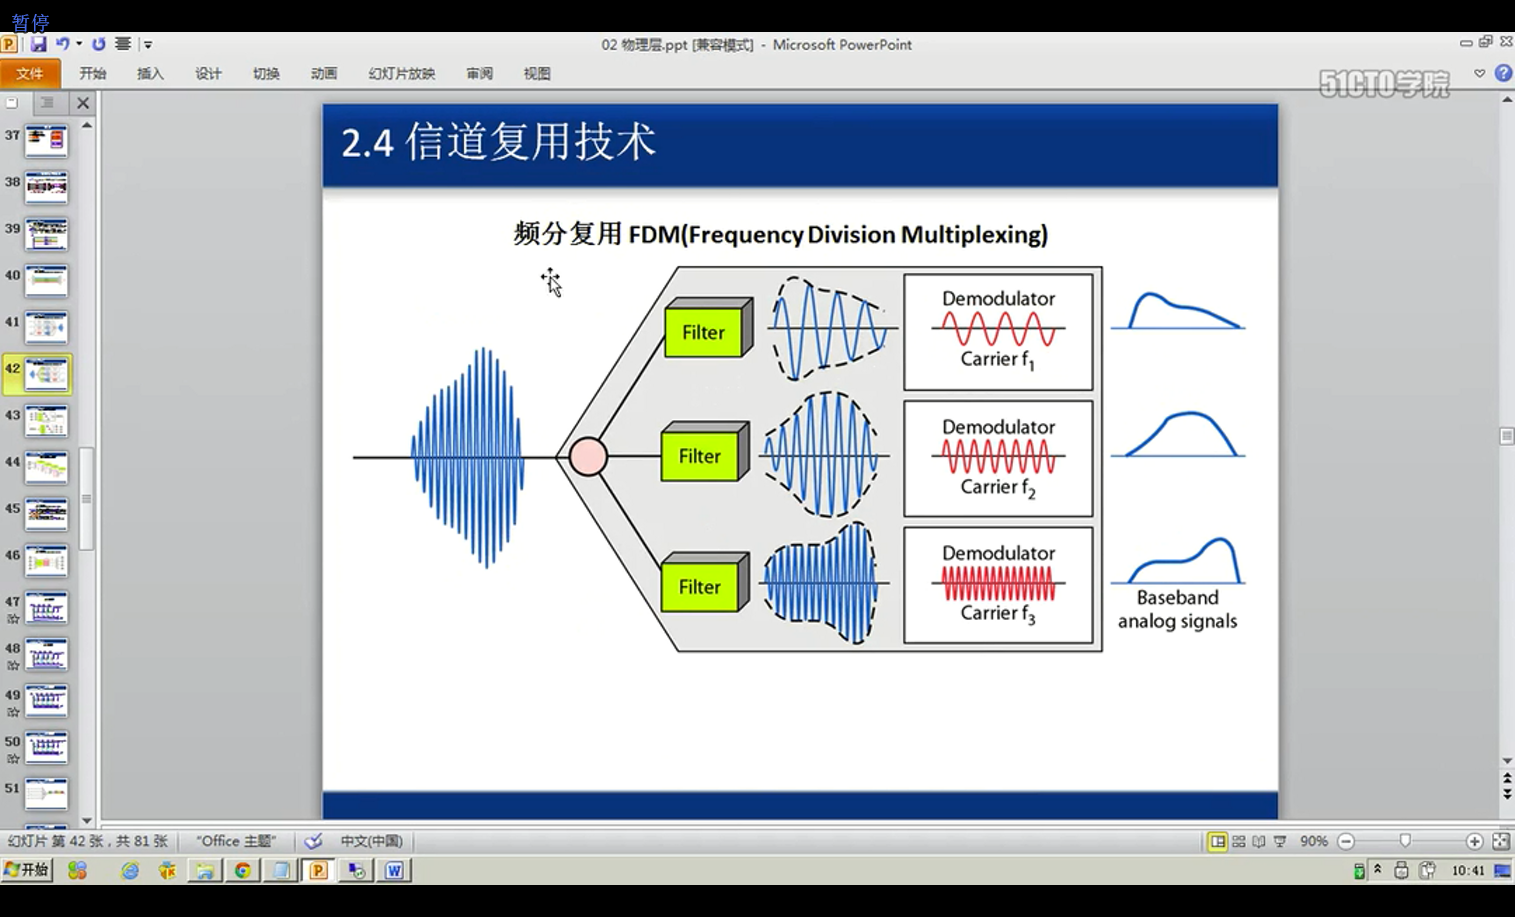 暂停
02 物理层.ppt [兼容模式] - Microsoft PowerPoint
文件 开始 插入 设计 切换 动画 幻灯片放映 审阅 视图
51CTO学院
37
38
39
40
41
42
43
44
45
46
47
48
49
50
51
2.4 信道复用技术
频分复用 FDM(Frequency Division Multiplexing)
Filter
Demodulator
Carrier f1
Filter
Demodulator
Carrier f2
Filter
Demodulator
Carrier f3
Baseband
analog signals
幻灯片 第 42 张，共 81 张 "Office 主题" 中文(中国) 90%
开始 10:41